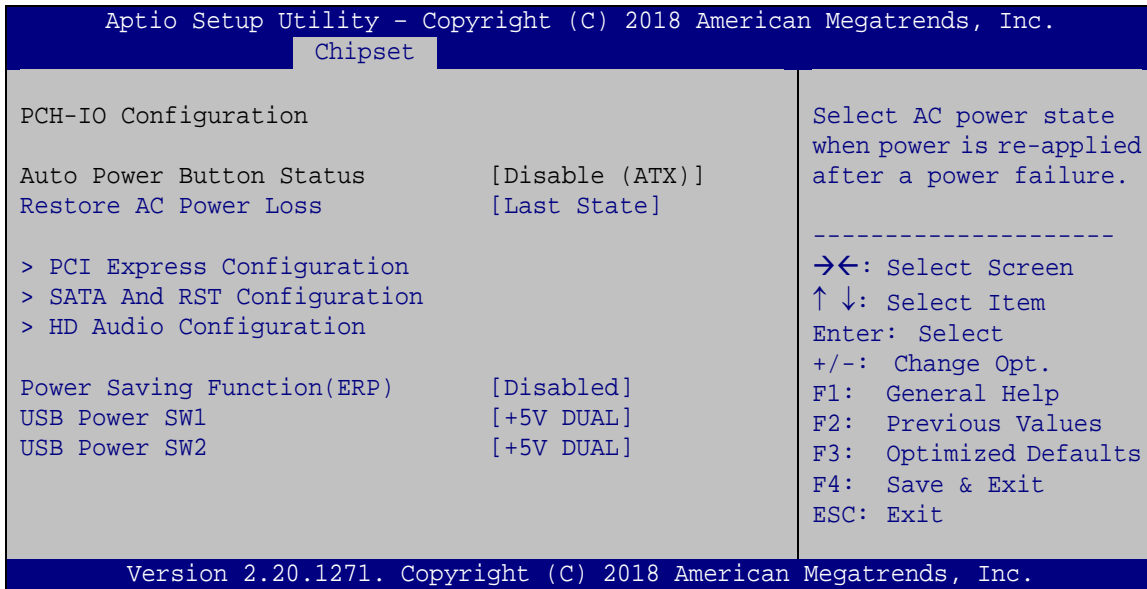 Aptio Setup Utility – Copyright (C) 2018 American Megatrends, Inc.
Chipset
PCH-IO Configuration
Auto Power Button Status [Disable (ATX)]
Restore AC Power Loss [Last State]
> PCI Express Configuration
> SATA And RST Configuration
> HD Audio Configuration
Power Saving Function(ERP) [Disabled]
USB Power SW1 [+5V DUAL]
USB Power SW2 [+5V DUAL]
Select AC power state
when power is re-applied
after a power failure.
---------------------
→←: Select Screen
↑ ↓: Select Item
Enter: Select
+/-: Change Opt.
F1: General Help
F2: Previous Values
F3: Optimized Defaults
F4: Save & Exit
ESC: Exit
Version 2.20.1271. Copyright (C) 2018 American Megatrends, Inc.